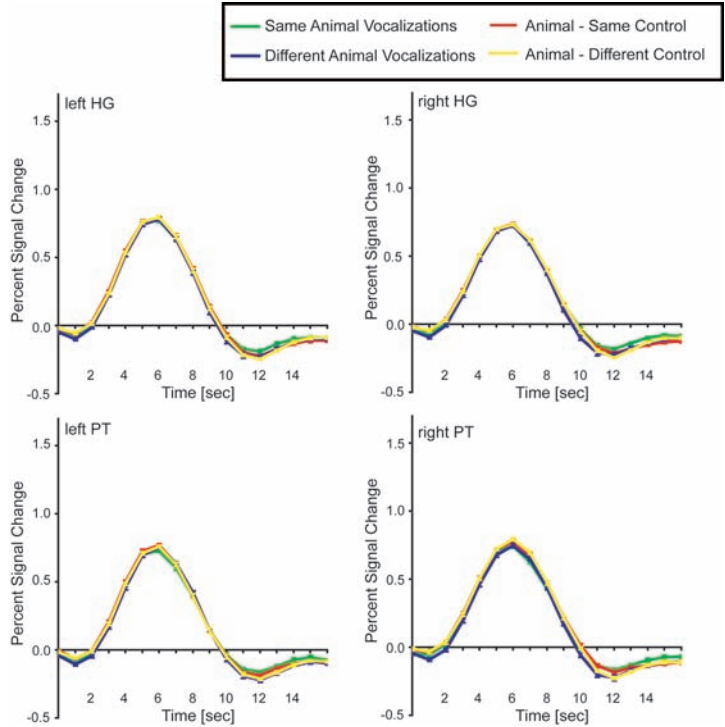 Same Animal Vocalizations
Animal - Same Control
Different Animal Vocalizations
Animal - Different Control
left HG
Percent Signal Change
1.5
1.0
0.5
0.0
-0.5
2 4 6 8 10 12 14
Time [sec]
right HG
Percent Signal Change
1.5
1.0
0.5
0.0
-0.5
2 4 6 8 10 12 14
Time [sec]
left PT
Percent Signal Change
1.5
1.0
0.5
0.0
-0.5
2 4 6 8 10 12 14
Time [sec]
right PT
Percent Signal Change
1.5
1.0
0.5
0.0
-0.5
2 4 6 8 10 12 14
Time [sec]